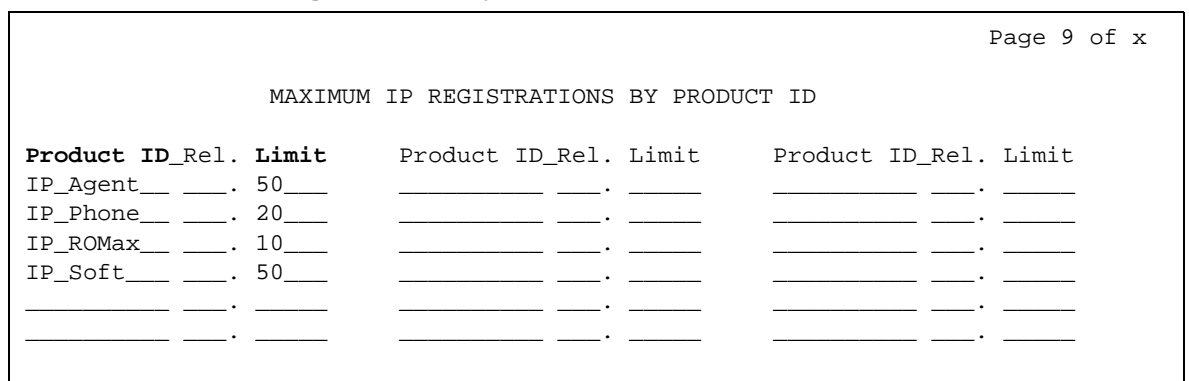 Page 9 of x
MAXIMUM IP REGISTRATIONS BY PRODUCT ID
Product ID_Rel. Limit Product ID_Rel. Limit Product ID_Rel. Limit
IP_Agent__ ___. 50___ __________ ___. _____ __________ ___. _____
IP_Phone__ ___. 20___ __________ ___. _____ __________ ___. _____
IP_ROMax__ ___. 10___ __________ ___. _____ __________ ___. _____
IP_Soft___ ___. 50___ __________ ___. _____ __________ ___. _____
__________ ___. _____ __________ ___. _____ __________ ___. _____
__________ ___. _____ __________ ___. _____ __________ ___. _____